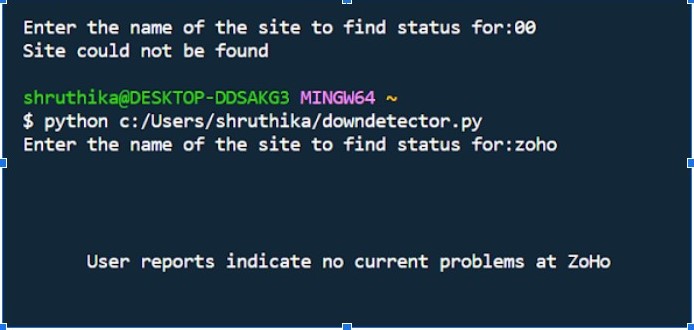 Enter the name of the site to find status for:00
Site could not be found
shruthika@DESKTOP-DDSAKG3 MINGW64 ~
$ python c:/Users/shruthika/downdetector.py
Enter the name of the site to find status for:zoho
User reports indicate no current problems at ZoHo